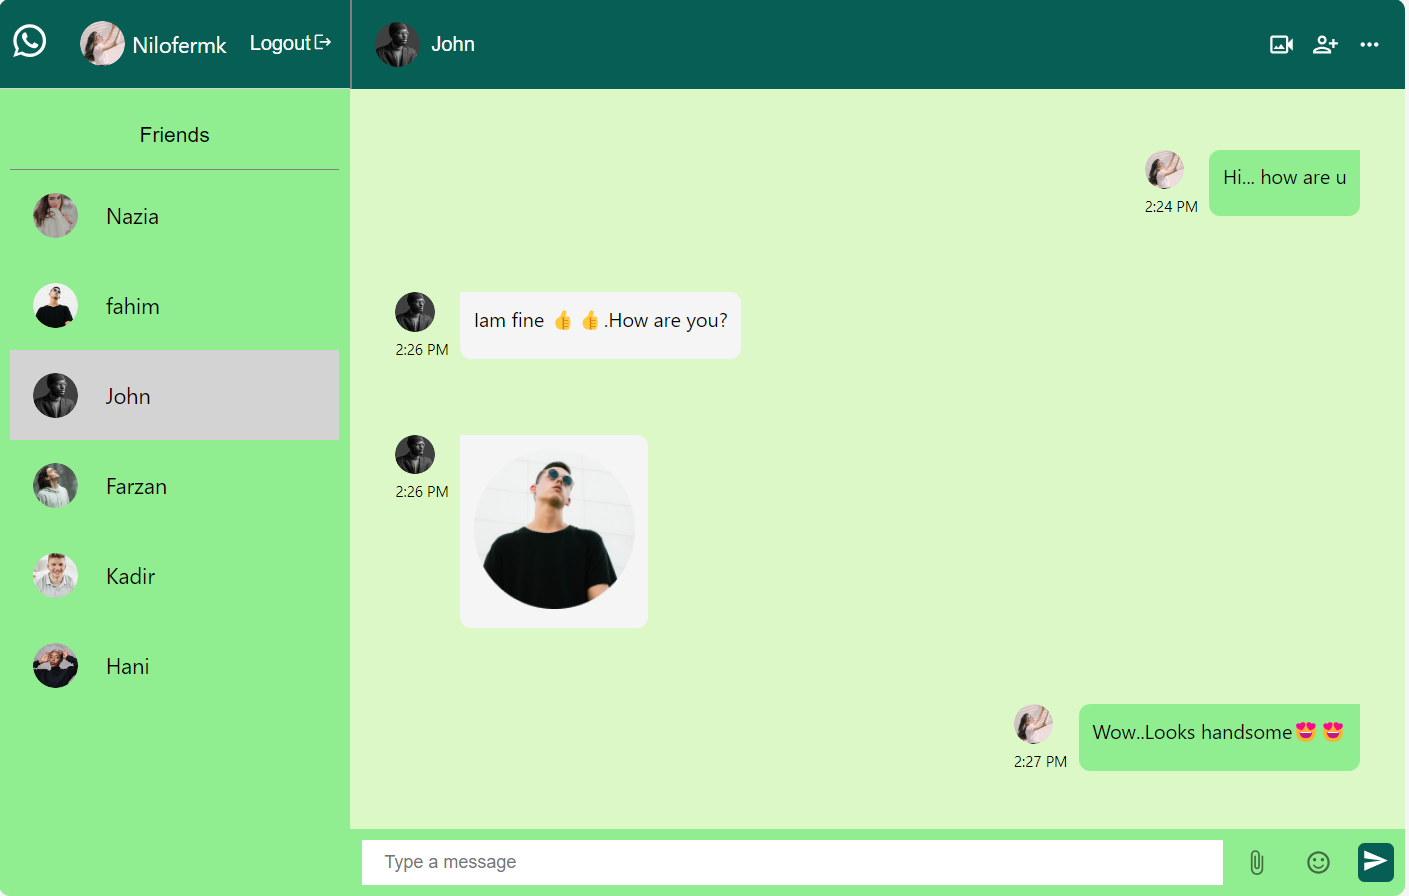 Nilofermk
Logout
John
Friends
Nazia
fahim
John
Farzan
Kadir
Hani
Hi... how are u
2:24 PM
Iam fine 👍 👍 .How are you?
2:26 PM
2:26 PM
Wow..Looks handsome😍 😍
2:27 PM
Type a message